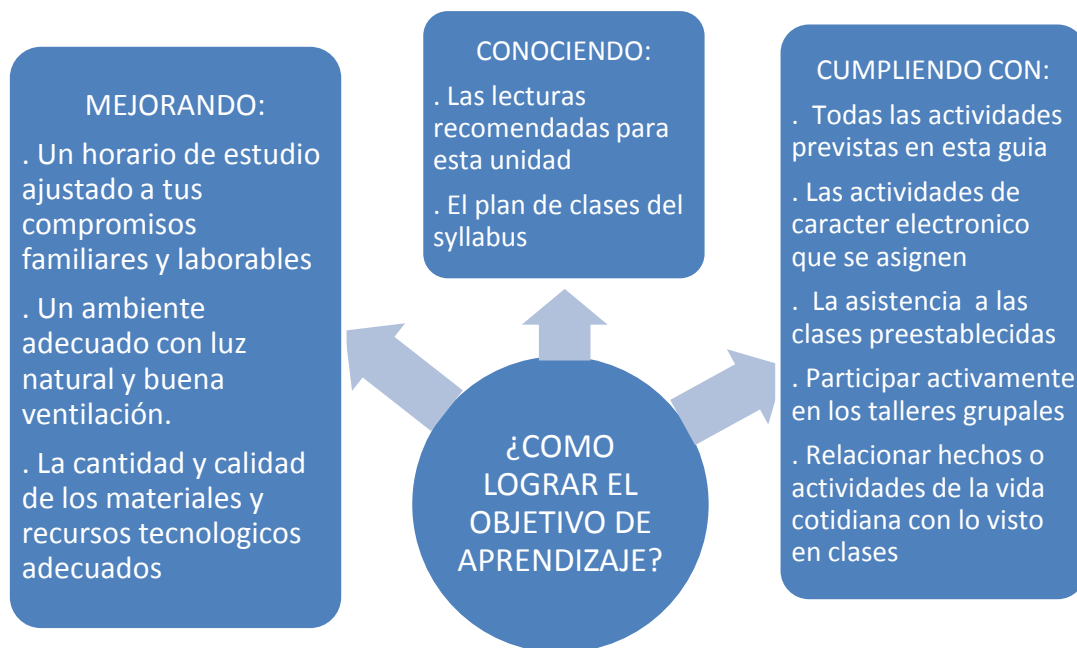 MEJORANDO:
. Un horario de estudio
ajustado a tus
compromisos
familiares y laborables
. Un ambiente
adecuado con luz
natural y buena
ventilación.
. La cantidad y calidad
de los materiales y
recursos tecnologicos
adecuados
CONOCIENDO:
. Las lecturas
recomendadas para
esta unidad
. El plan de clases del
syllabus
CUMPLIENDO CON:
. Todas las actividades
previstas en esta guia
. Las actividades de
caracter electronico
que se asignen
. La asistencia a las
clases preestablecidas
. Participar activamente
en los talleres grupales
. Relacionar hechos o
actividades de la vida
cotidiana con lo visto
en clases
¿COMO
LOGRAR EL
OBJETIVO DE
APRENDIZAJE?